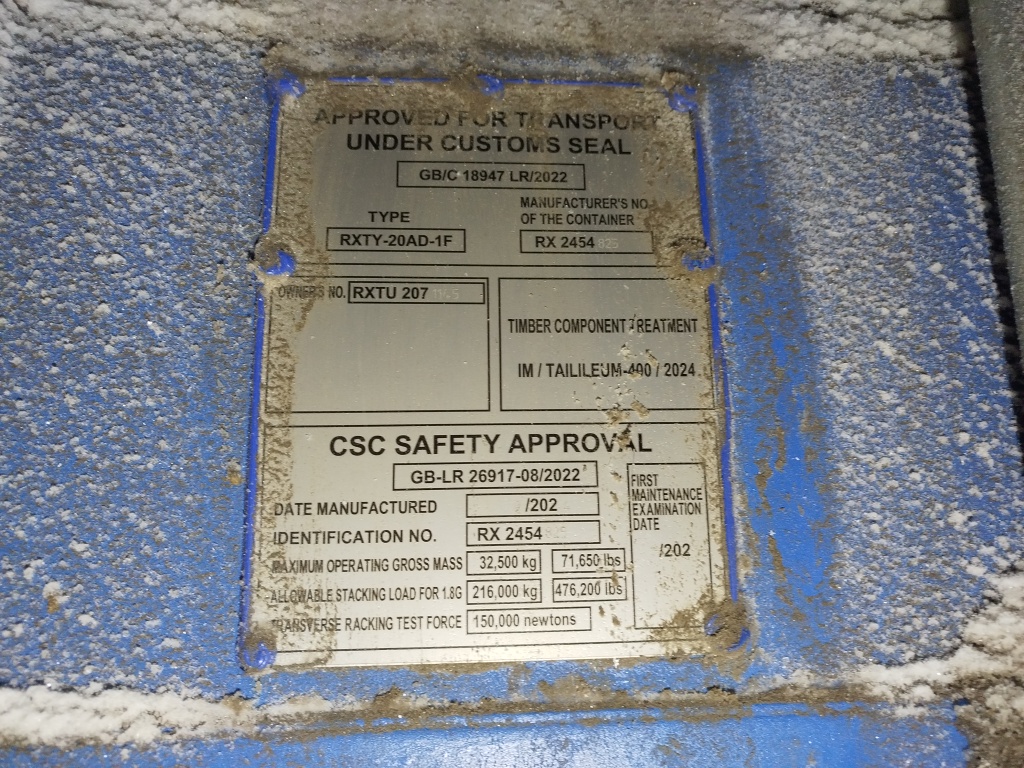 APPROVED FOR TRANSPORT
UNDER CUSTOMS SEAL
GB/C 18947 LR/2022
TYPE
RXTY-20AD-1F
MANUFACTURER'S NO
OF THE CONTAINER
RX 2454
OWNER'S NO. RXTU 207
TIMBER COMPONENT TREATMENT
IM / TAILILEUM-400 / 2024
CSC SAFETY APPROVAL
GB-LR 26917-08/2022
DATE MANUFACTURED /202
IDENTIFICATION NO. RX 2454
MAXIMUM OPERATING GROSS MASS 32,500 kg 71,650 lbs
ALLOWABLE STACKING LOAD FOR 1.8G 216,000 kg 476,200 lbs
TRANSVERSE RACKING TEST FORCE 150,000 newtons
FIRST
MAINTENANCE
EXAMINATION
DATE
/202